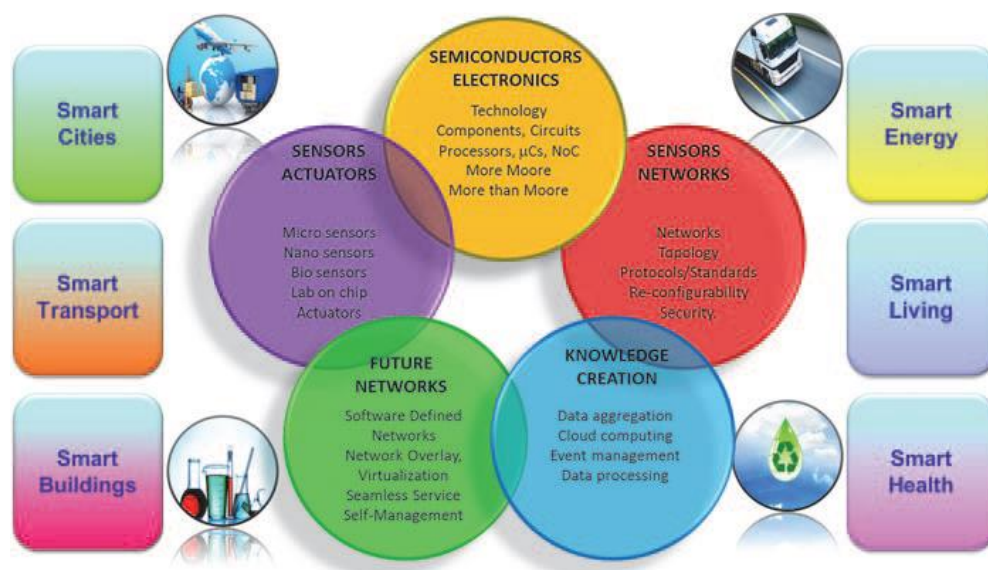 Smart
Cities
Smart
Transport
Smart
Buildings
SEMICONDUCTORS
ELECTRONICS
Technology
Components, Circuits
Processors, µCs, NoC
More Moore
More than Moore
SENSORS
ACTUATORS
Micro sensors
Nano sensors
Bio sensors
Lab on chip
Actuators
SENSORS
NETWORKS
Networks
Topology
Protocols/Standards
Re-configurability
Security.
FUTURE
NETWORKS
Software Defined
Networks
Network Overlay,
Virtualization
Seamless Service
Self-Management
KNOWLEDGE
CREATION
Data aggregation
Cloud computing
Event management
Data processing
Smart
Energy
Smart
Living
Smart
Health